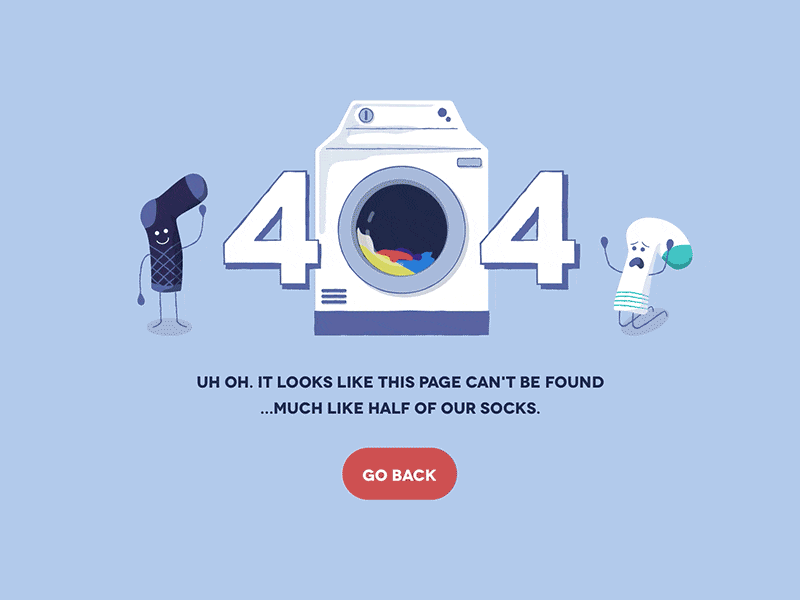 404
UH OH. IT LOOKS LIKE THIS PAGE CAN'T BE FOUND
...MUCH LIKE HALF OF OUR SOCKS.
GO BACK